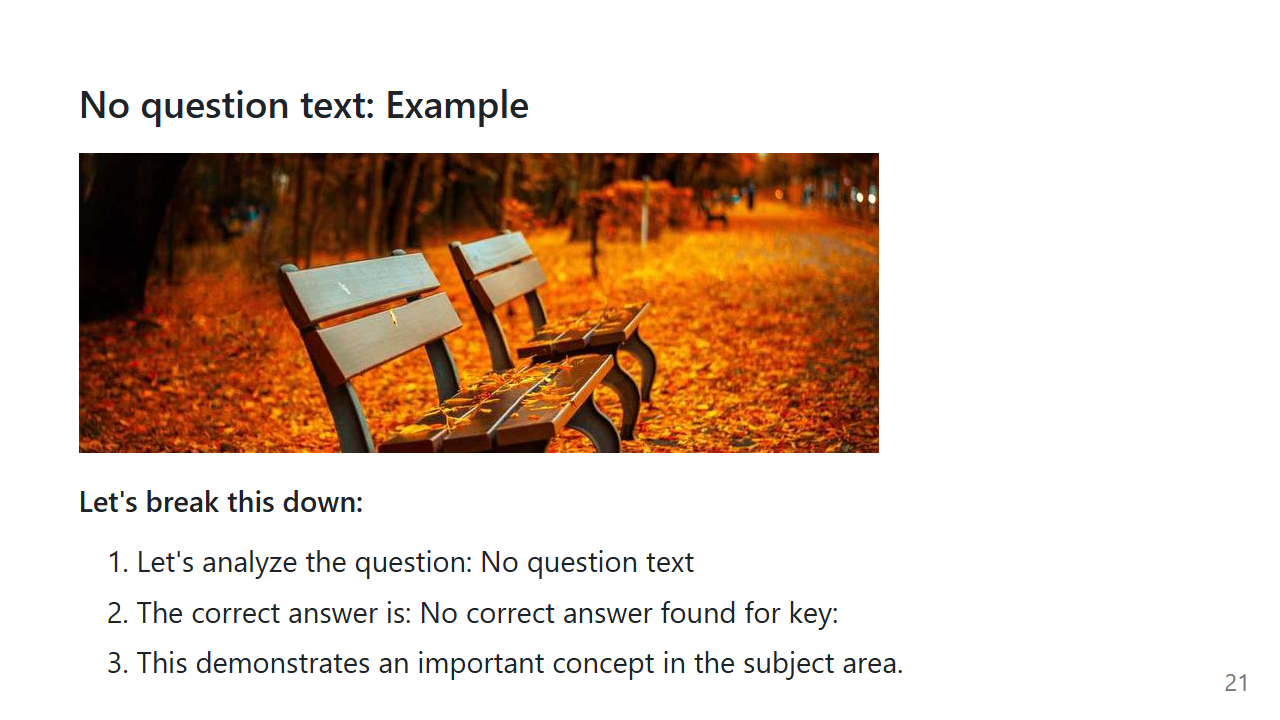 No question text: Example
Let's break this down:
1. Let's analyze the question: No question text
2. The correct answer is: No correct answer found for key:
3. This demonstrates an important concept in the subject area.
21